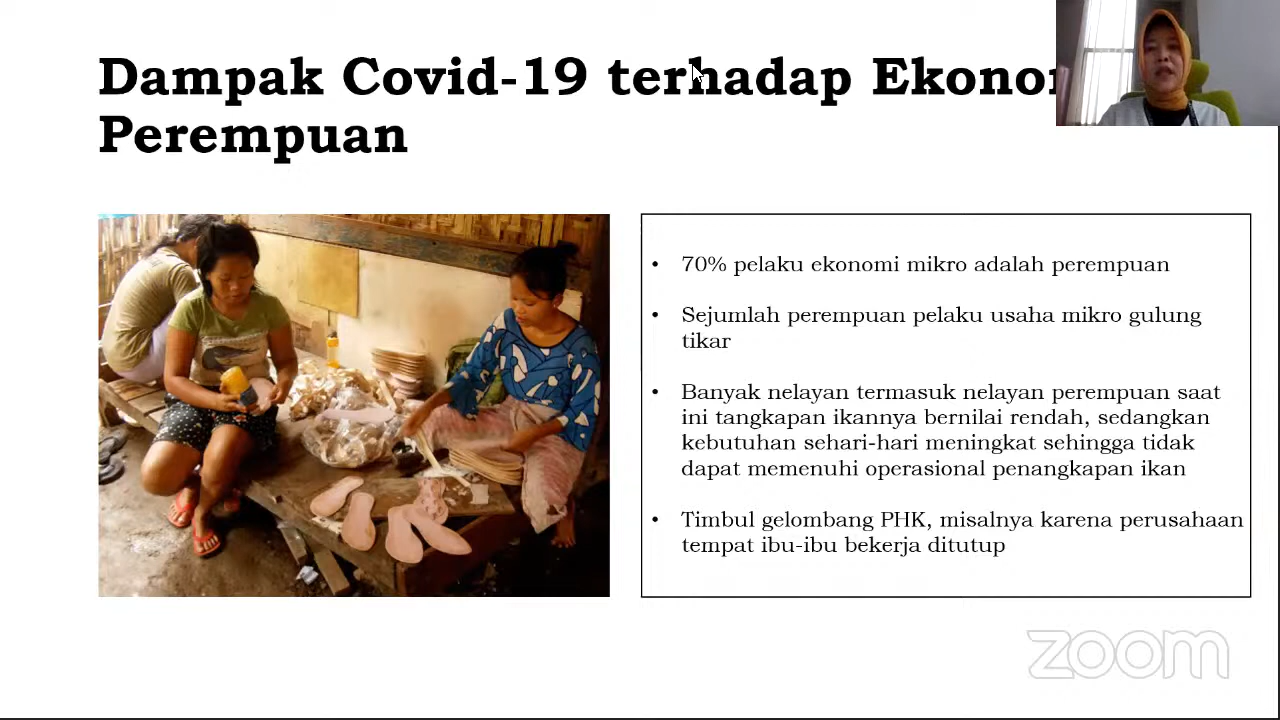 Dampak Covid-19 terhadap
Perempuan
• 70% pelaku ekonomi mikro adalah perempuan
• Sejumlah perempuan pelaku usaha mikro gulung
tikar
• Banyak nelayan termasuk nelayan perempuan saat
ini tangkapan ikannya bernilai rendah, sedangkan
kebutuhan sehari-hari meningkat sehingga tidak
dapat memenuhi operasional penangkapan ikan
• Timbul gelombang PHK, misalnya karena perusahaan
tempat ibu-ibu bekerja ditutup
zoom